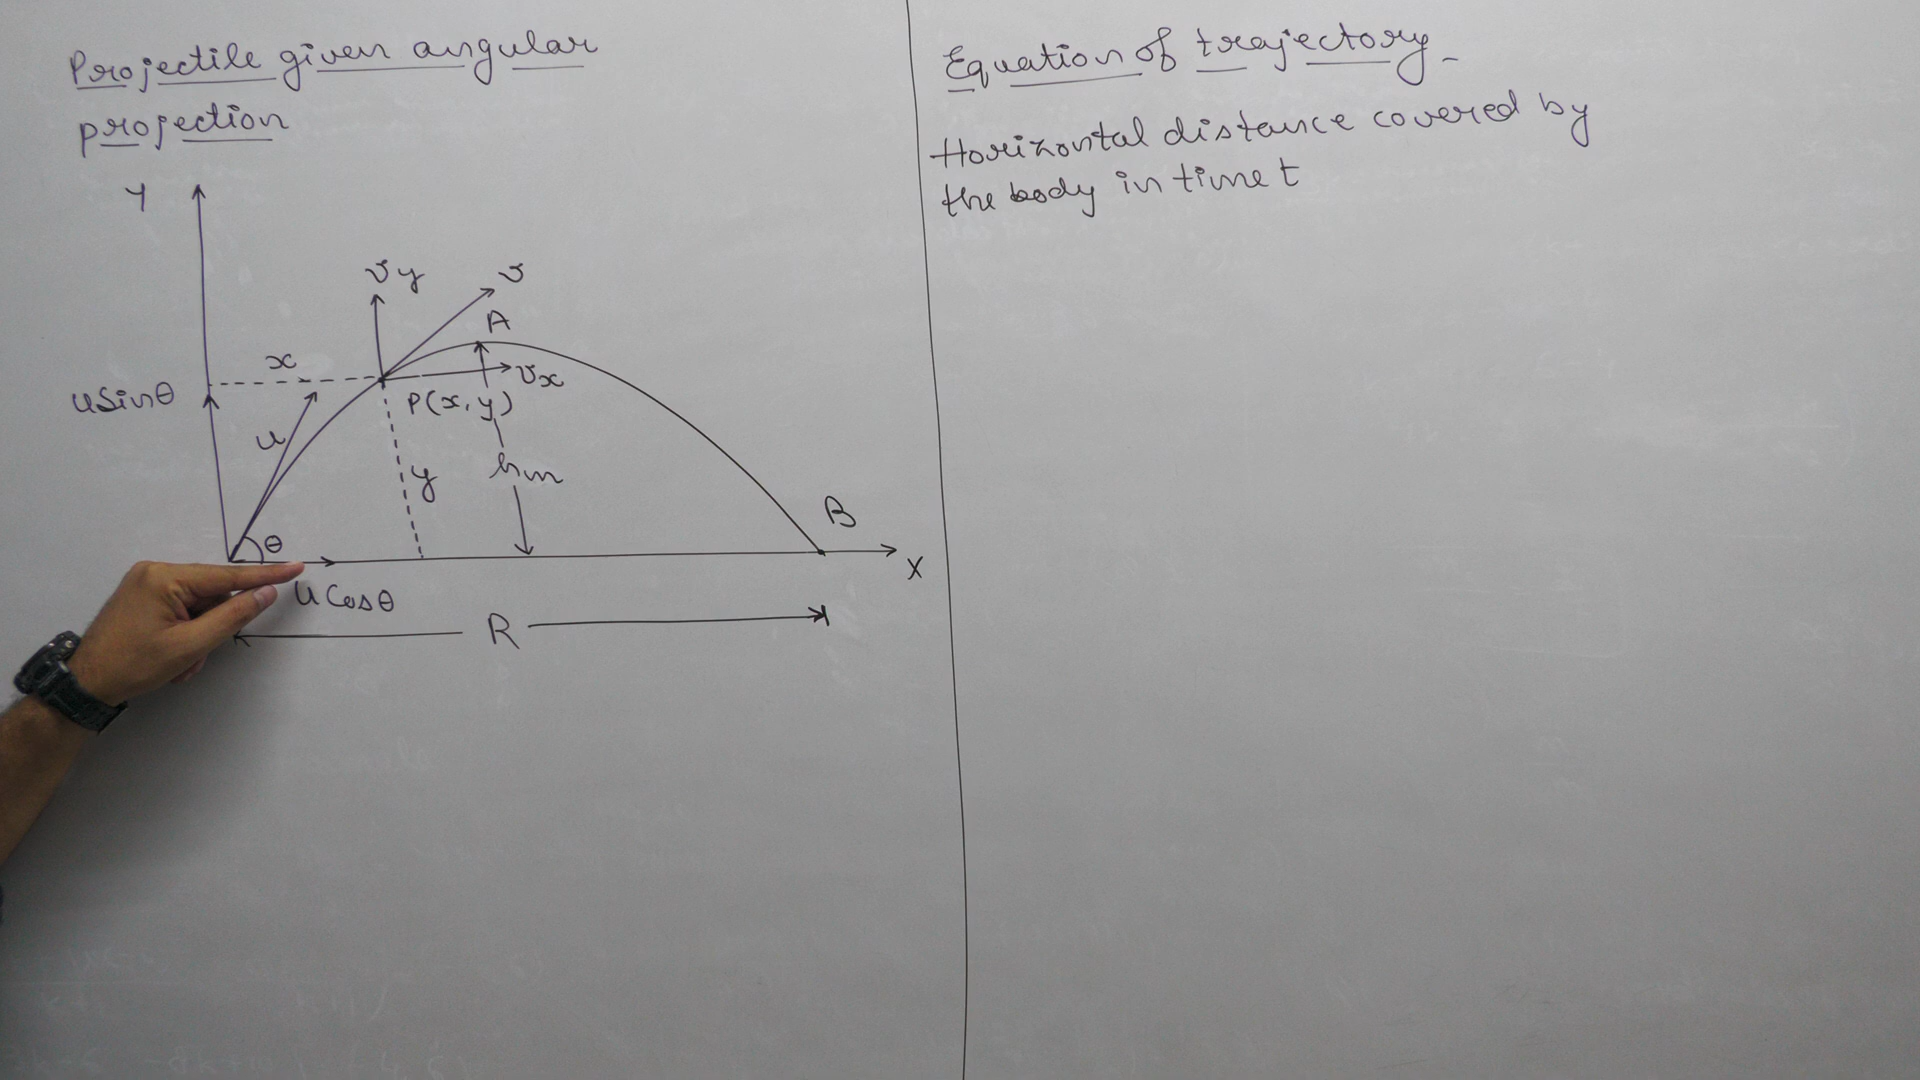 Projectile given angular
projection
Y
vy
v
A
x
vx
usinθ
P(x, y)
u
y
hm
B
θ
X
u cosθ
R
Equation of trajectory-
Horizontal distance covered by
the body in time t